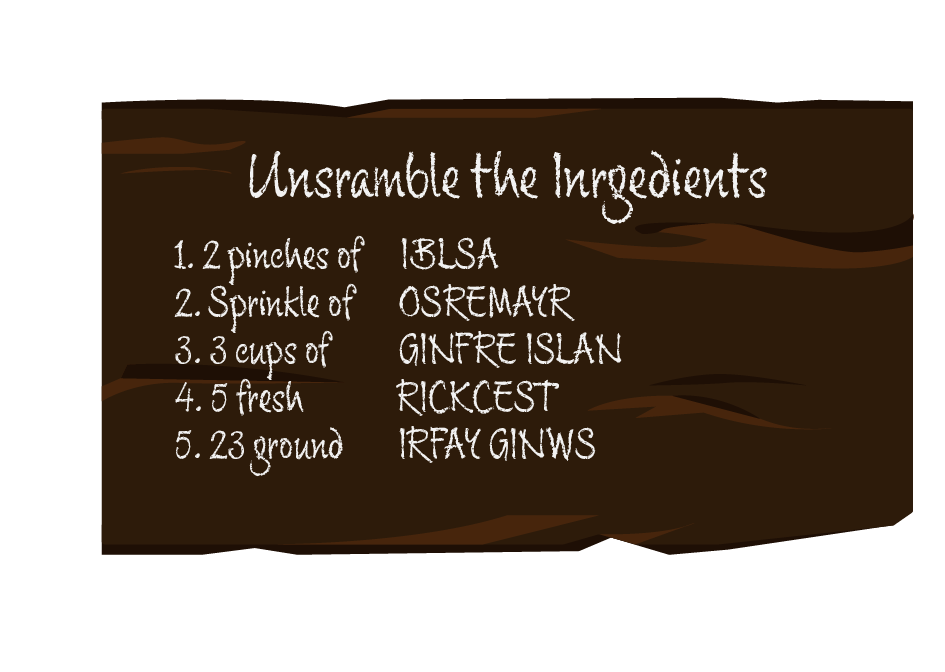 Unsramble the Inrgedients
1. 2 pinches of IBLSA
2. Sprinkle of OSREMAYR
3. 3 cups of GINFRE ISLAN
4. 5 fresh RICKCEST
5. 23 ground IRFAY GINWS